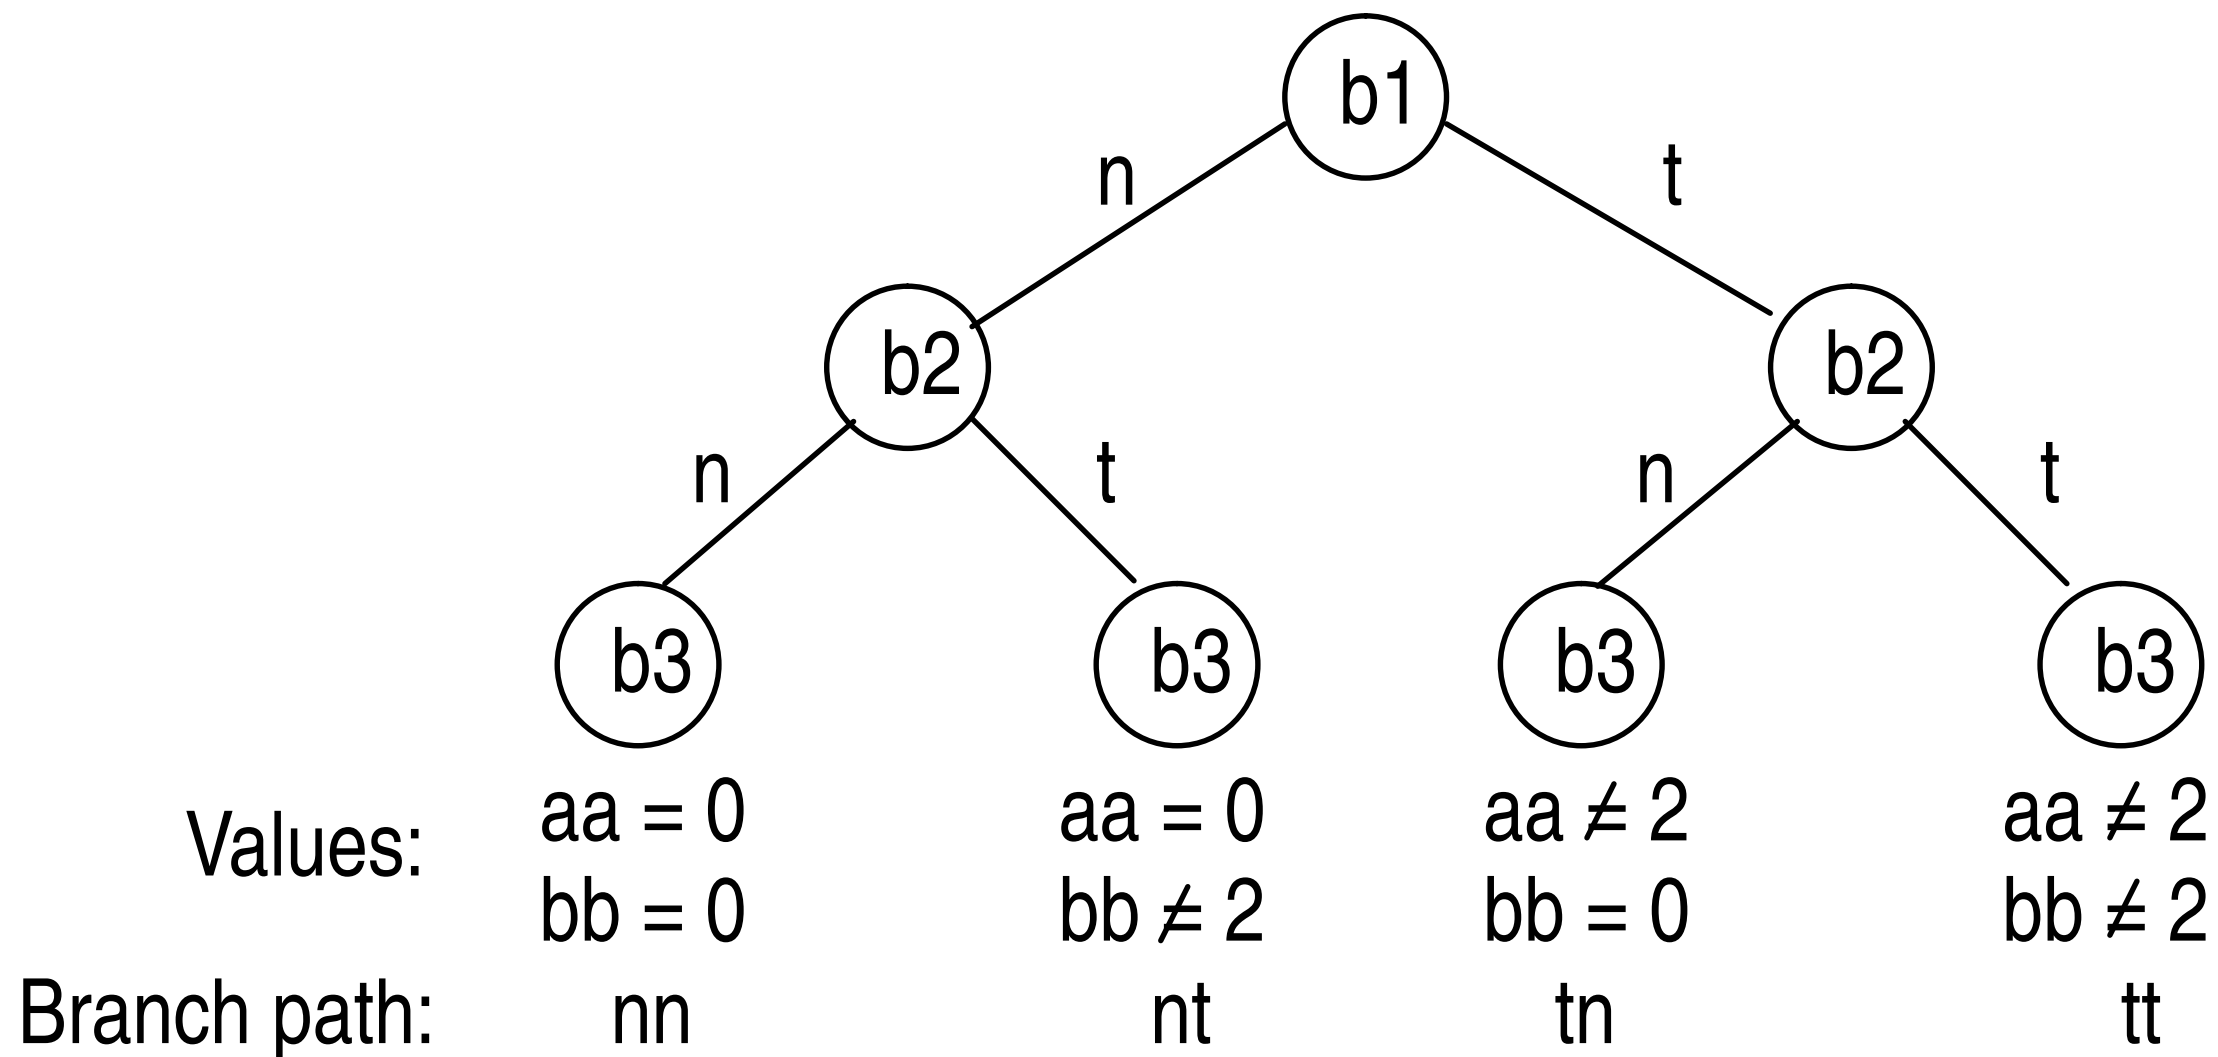 b1
n t
b2 b2
n t n t
b3 b3 b3 b3
Values: aa = 0 aa = 0 aa ≠ 2 aa ≠ 2
bb = 0 bb ≠ 2 bb = 0 bb ≠ 2
Branch path: nn nt tn tt